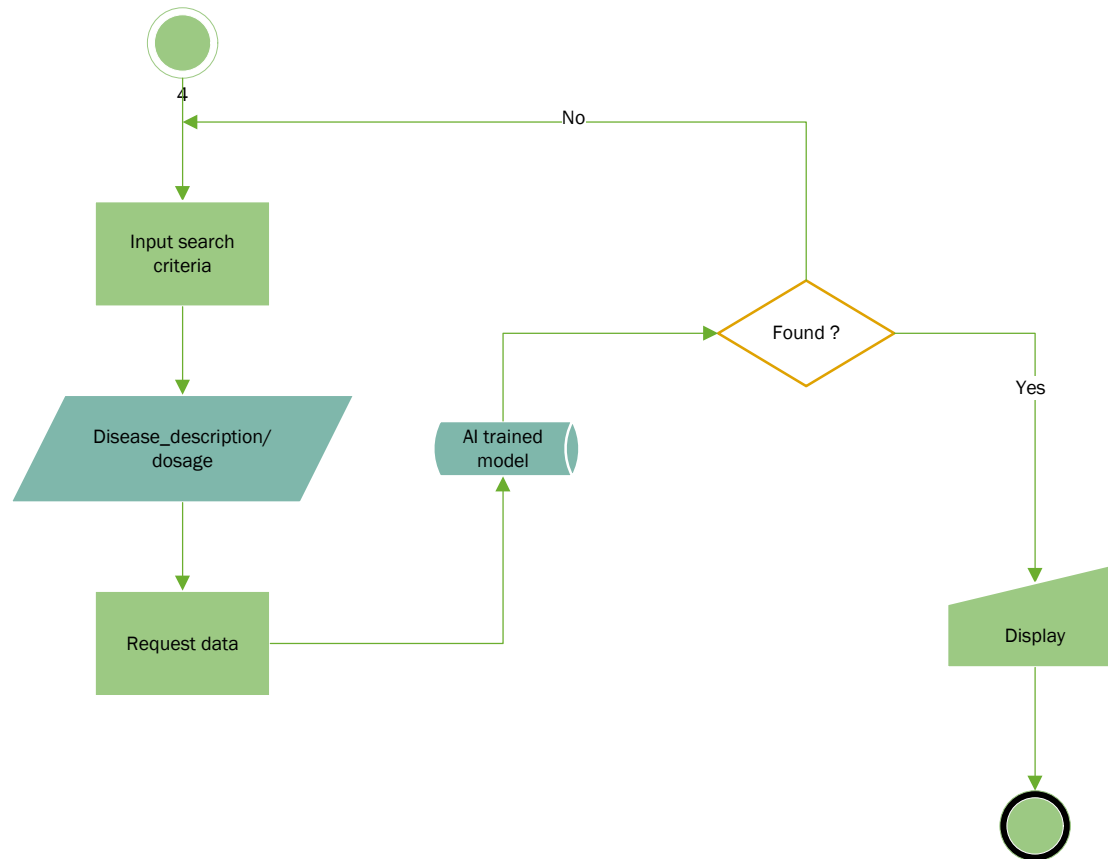 4
No
Input search
criteria
Found ?
Yes
Disease_description/
dosage
AI trained
model
Request data
Display